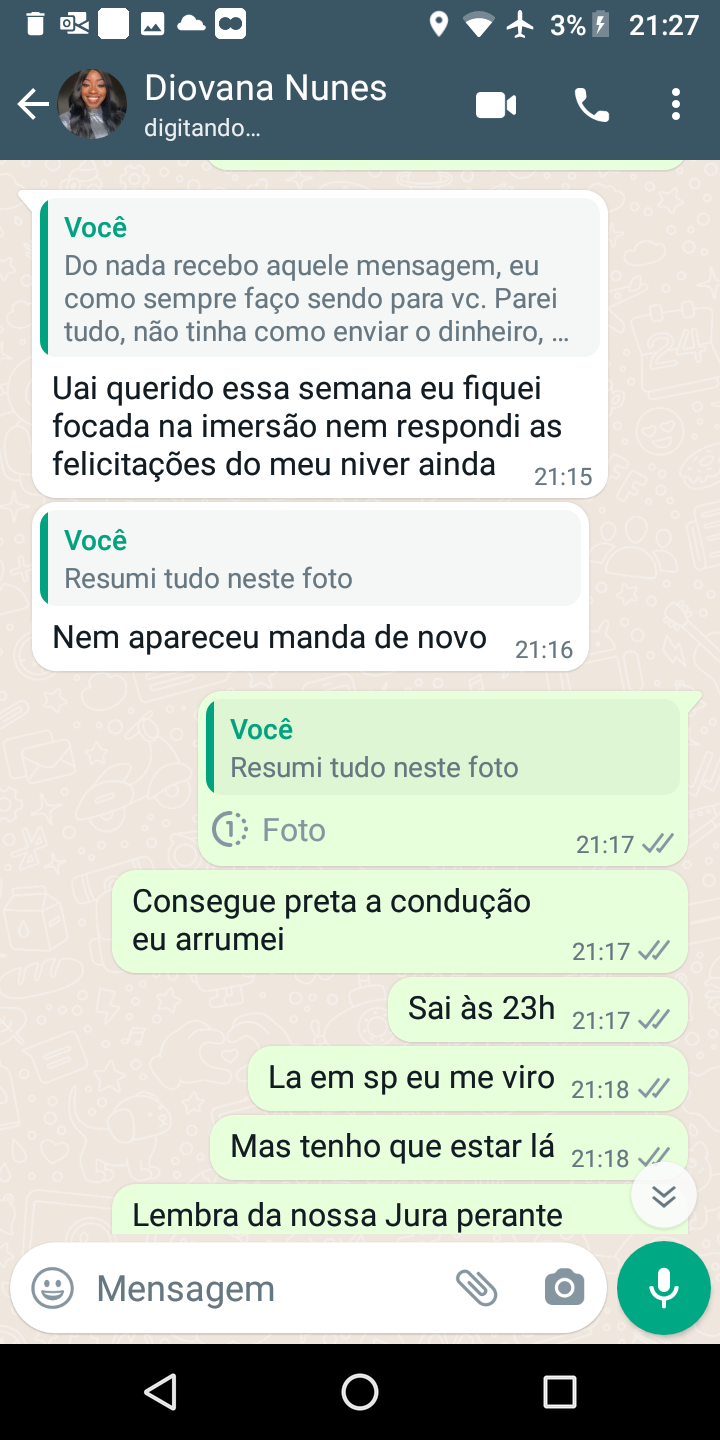 3% 21:27
Diovana Nunes
digitando...
Você
Do nada recebo aquele mensagem, eu
como sempre faço sendo para vc. Parei
tudo, não tinha como enviar o dinheiro, ...
Uai querido essa semana eu fiquei
focada na imersão nem respondi as
felicitações do meu niver ainda 21:15
Você
Resumi tudo neste foto
Nem apareceu manda de novo 21:16
Você
Resumi tudo neste foto
1 Foto 21:17
Consegue preta a condução
eu arrumei 21:17
Sai às 23h 21:17
La em sp eu me viro 21:18
Mas tenho que estar lá 21:18
Lembra da nossa Jura perante
Mensagem